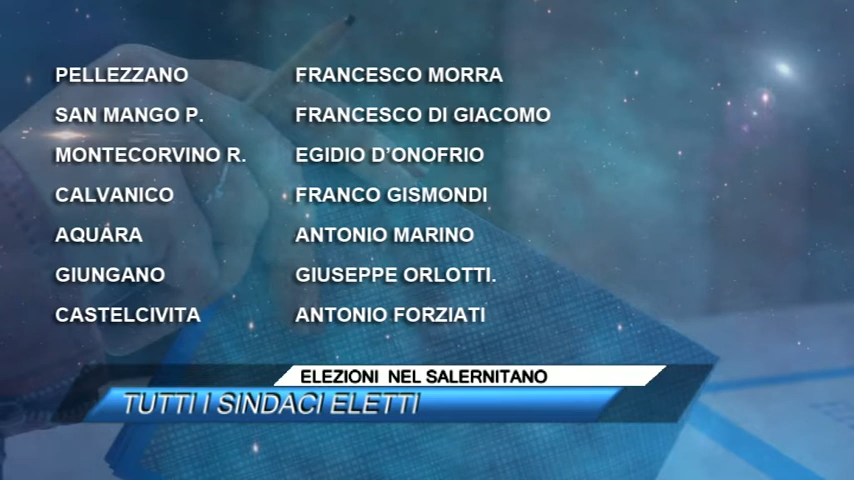 PELLEZZANO FRANCESCO MORRA
SAN MANGO P. FRANCESCO DI GIACOMO
MONTECORVINO R. EGIDIO D'ONOFRIO
CALVANICO FRANCO GISMONDI
AQUARA ANTONIO MARINO
GIUNGANO GIUSEPPE ORLOTTI.
CASTELCIVITA ANTONIO FORZIATI
ELEZIONI NEL SALERNITANO
TUTTI I SINDACI ELETTI